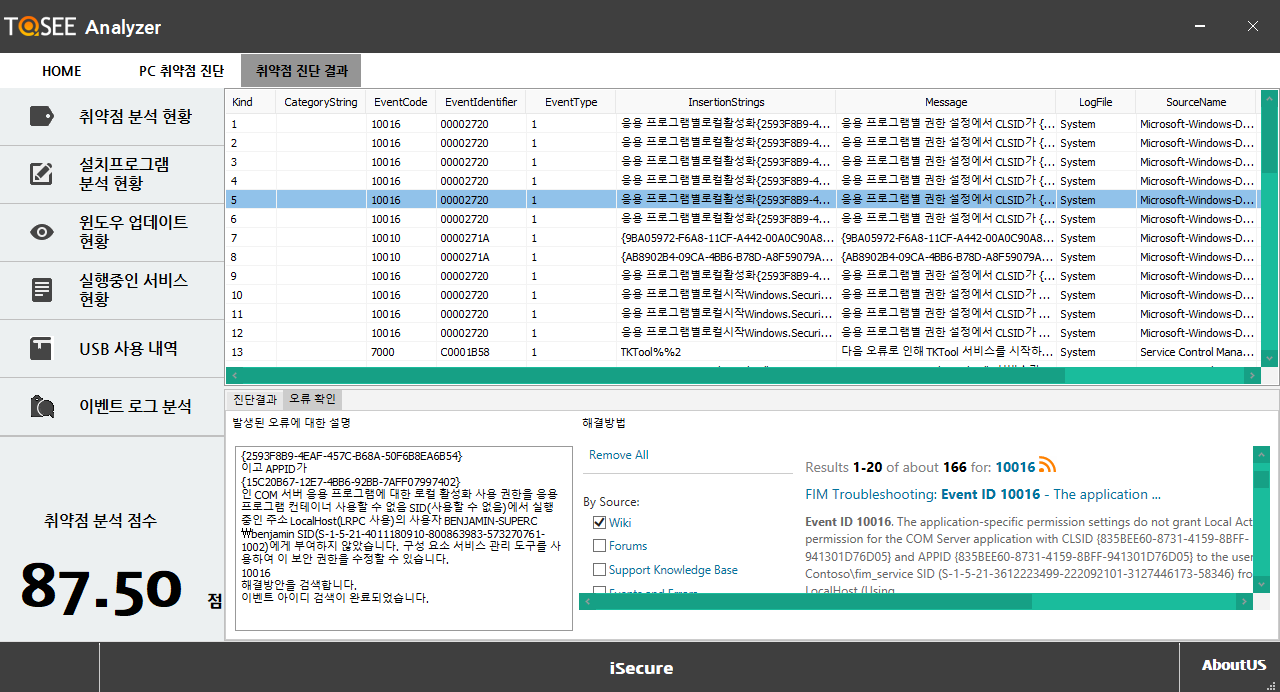 TOSEE Analyzer
HOME PC 취약점 진단 취약점 진단 결과
취약점 분석 현황
설치프로그램
분석 현황
윈도우 업데이트
현황
실행중인 서비스
현황
USB 사용 내역
이벤트 로그 분석
취약점 분석 점수
87.50 점
Kind CategoryString EventCode EventIdentifier EventType InsertionStrings Message LogFile SourceName
1 10016 00002720 1 응용 프로그램별로컬활성화{2593F8B9-4... 응용 프로그램별 권한 설정에서 CLSID가 {... System Microsoft-Windows-D...
2 10016 00002720 1 응용 프로그램별로컬활성화{2593F8B9-4... 응용 프로그램별 권한 설정에서 CLSID가 {... System Microsoft-Windows-D...
3 10016 00002720 1 응용 프로그램별로컬활성화{2593F8B9-4... 응용 프로그램별 권한 설정에서 CLSID가 {... System Microsoft-Windows-D...
4 10016 00002720 1 응용 프로그램별로컬활성화{2593F8B9-4... 응용 프로그램별 권한 설정에서 CLSID가 {... System Microsoft-Windows-D...
5 10016 00002720 1 응용 프로그램별로컬활성화{2593F8B9-4... 응용 프로그램별 권한 설정에서 CLSID가 {... System Microsoft-Windows-D...
6 10016 00002720 1 응용 프로그램별로컬활성화{2593F8B9-4... 응용 프로그램별 권한 설정에서 CLSID가 {... System Microsoft-Windows-D...
7 10010 0000271A 1 {9BA05972-F6A8-11CF-A442-00A0C90A8... {9BA05972-F6A8-11CF-A442-00A0C90A8... System Microsoft-Windows-D...
8 10010 0000271A 1 {AB8902B4-09CA-4BB6-B78D-A8F59079A... {AB8902B4-09CA-4BB6-B78D-A8F59079A... System Microsoft-Windows-D...
9 10016 00002720 1 응용 프로그램별로컬활성화{2593F8B9-4... 응용 프로그램별 권한 설정에서 CLSID가 {... System Microsoft-Windows-D...
10 10016 00002720 1 응용 프로그램별로컬시작Windows.Securi... 응용 프로그램별 권한 설정에서 CLSID가 ... System Microsoft-Windows-D...
11 10016 00002720 1 응용 프로그램별로컬시작Windows.Securi... 응용 프로그램별 권한 설정에서 CLSID가 ... System Microsoft-Windows-D...
12 10016 00002720 1 응용 프로그램별로컬시작Windows.Securi... 응용 프로그램별 권한 설정에서 CLSID가 ... System Microsoft-Windows-D...
13 7000 C0001B58 1 TKTool%%2 다음 오류로 인해 TKTool 서비스를 시작하... System Service Control Mana...
진단결과 오류 확인
발생된 오류에 대한 설명
{2593F8B9-4EAF-457C-B68A-50F6B8EA6B54}
이고 APPID가
{15C20B67-12E7-4BB6-92BB-7AFF07997402}
인 COM 서버 응용 프로그램에 대한 로컬 활성화 사용 권한을 응용
프로그램 컨테이너 사용할 수 없음 SID(사용할 수 없음)에서 실행
중인 주소 LocalHost(LRPC 사용)의 사용자 BENJAMIN-SUPERC
₩benjamin SID(S-1-5-21-4011180910-800863983-573270761-
1002)에게 부여하지 않았습니다. 구성 요소 서비스 관리 도구를 사
용하여 이 보안 권한을 수정할 수 있습니다.
10016
해결방안을 검색합니다.
이벤트 아이디 검색이 완료되었습니다.
해결방법
Remove All
By Source:
Wiki
Forums
Support Knowledge Base
Events and Errors
Results 1-20 of about 166 for: 10016
FIM Troubleshooting: Event ID 10016 - The application ...
Event ID 10016. The application-specific permission settings do not grant Local Act
permission for the COM Server application with CLSID {835BEE60-8731-4159-8BFF-
941301D76D05} and APPID {835BEE60-8731-4159-8BFF-941301D76D05} to the user
Contoso\fim_service SID (S-1-5-21-3612223499-222092101-3127446173-58346) fro
LocalHost (Using
iSecure
AboutUS